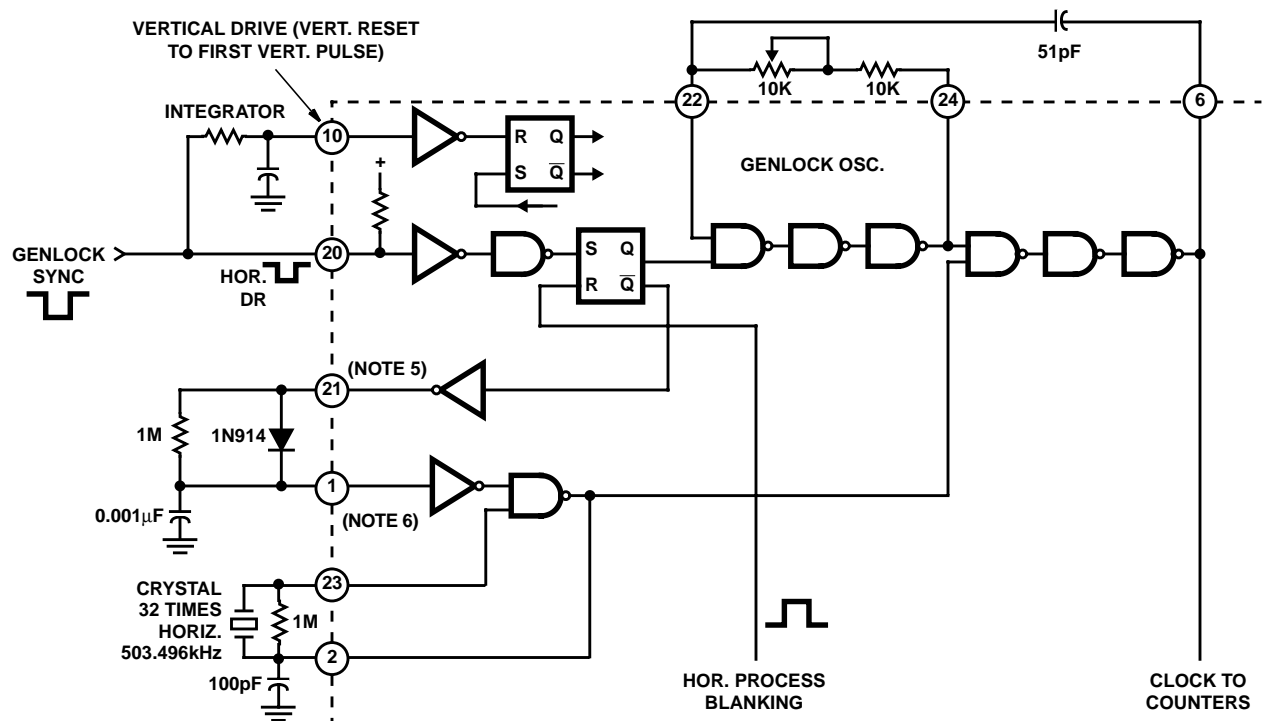 VERTICAL DRIVE (VERT. RESET
TO FIRST VERT. PULSE)
51pF
10K
10K
22
24
6
INTEGRATOR
10
R
Q
S
Q̅
+
GENLOCK OSC.
GENLOCK
SYNC
20
HOR.
DR
S
Q
R
Q̅
21
(NOTE 5)
1M
1N914
1
(NOTE 6)
0.001μF
23
CRYSTAL
32 TIMES
HORIZ.
503.496kHz
1M
2
100pF
HOR. PROCESS
BLANKING
CLOCK TO
COUNTERS